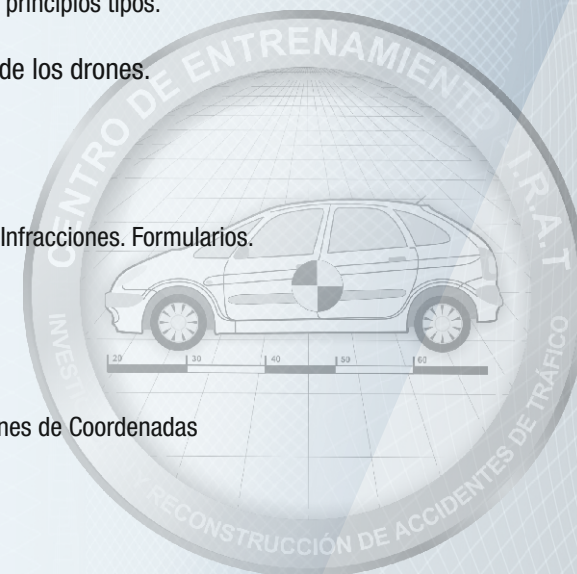 principios tipos.
de los drones.
CENTRO DE ENTRENAMIENTO I.R.A.T
Infracciones. Formularios.
20 30 40 50 60
nes de Coordenadas
Y RECONSTRUCCIÓN DE ACCIDENTES DE TRÁFICO